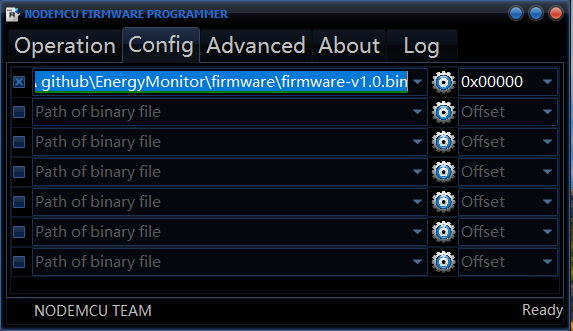 NODEMCU FIRMWARE PROGRAMMER
Operation Config Advanced About Log
\ github\EnergyMonitor\firmware\firmware-v1.0.bin 0x00000
Path of binary file Offset
Path of binary file Offset
Path of binary file Offset
Path of binary file Offset
Path of binary file Offset
Path of binary file Offset
NODEMCU TEAM Ready